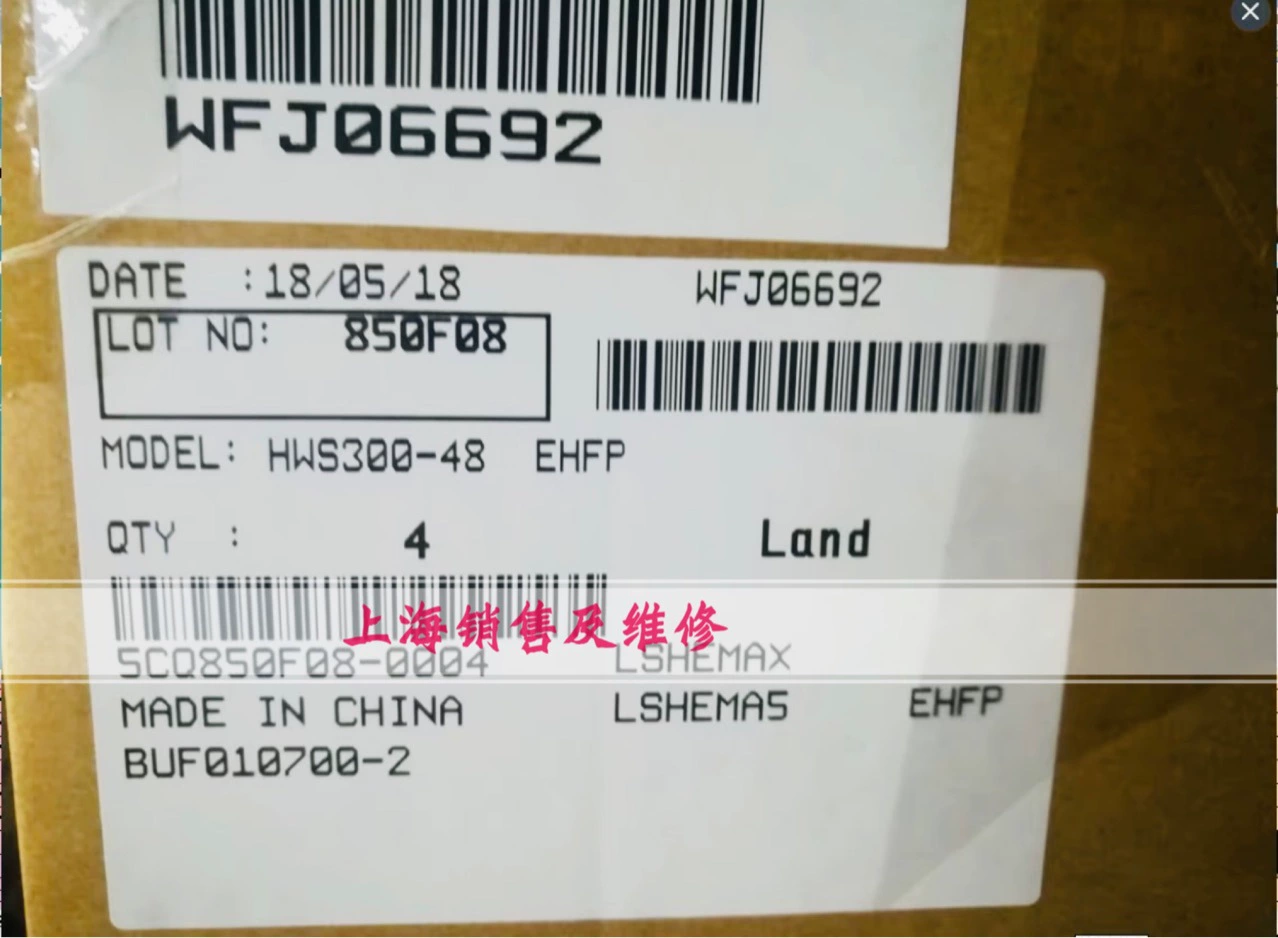 WFJ06692
DATE :18/05/18
WFJ06692
LOT NO: 850F08
MODEL: HWS300-48 EHFP
QTY : 4
Land
上海销售及维修
5CQ850F08-0004
LSHEMAX
MADE IN CHINA
LSHEMA5
EHFP
BUF010700-2